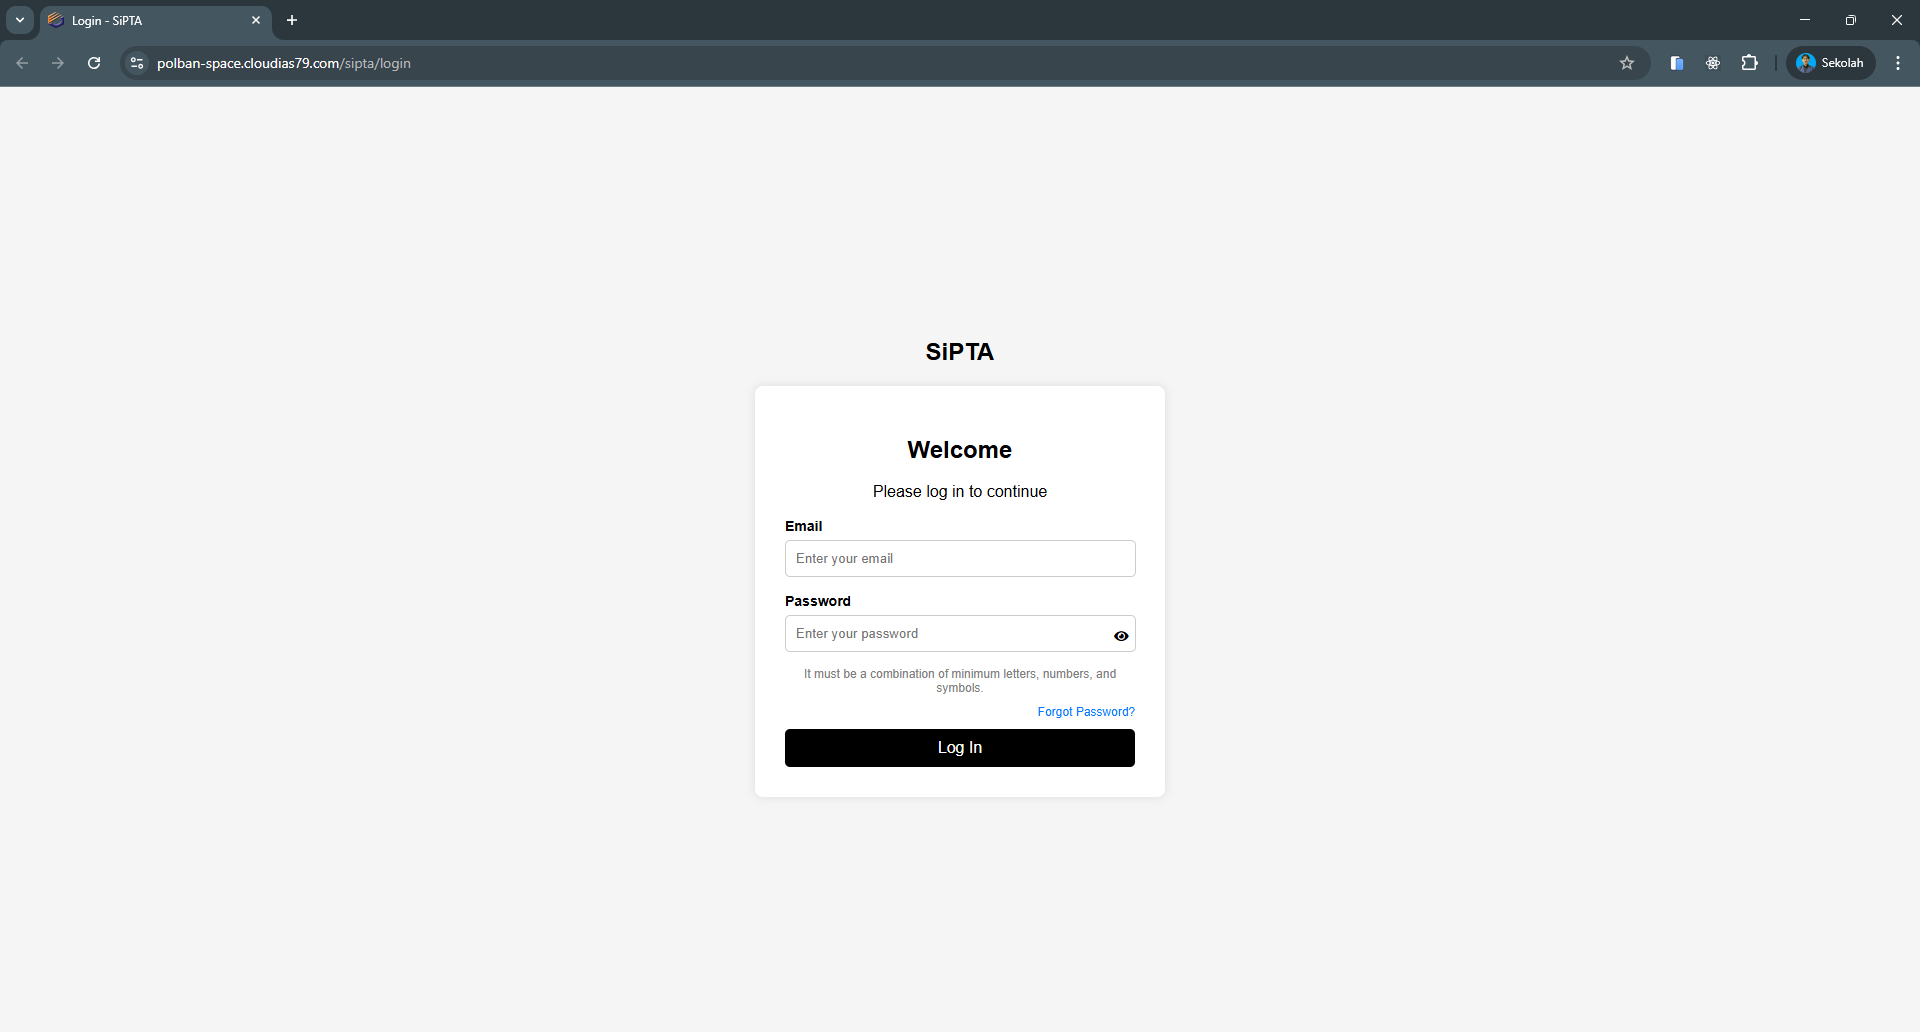 Login - SiPTA
polban-space.cloudias79.com/sipta/login
Sekolah
SiPTA
Welcome
Please log in to continue
Email
Enter your email
Password
Enter your password
It must be a combination of minimum letters, numbers, and
symbols.
Forgot Password?
Log In